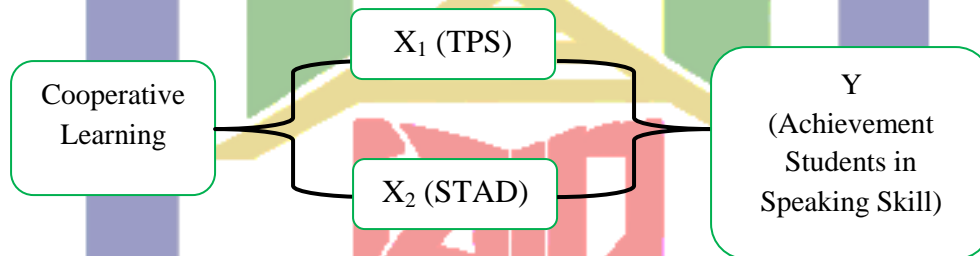 Cooperative
Learning
X₁ (TPS)
X₂ (STAD)
Y
(Achievement
Students in
Speaking Skill)